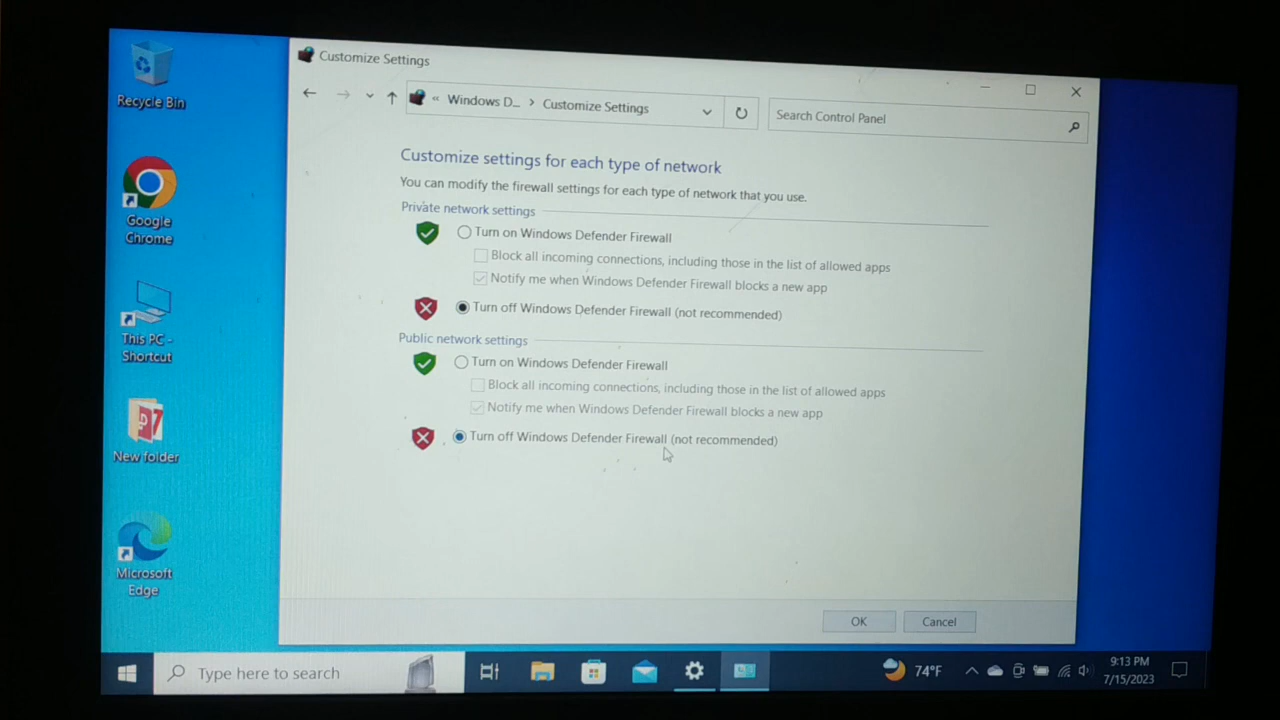 Recycle Bin
Google
Chrome
This PC -
Shortcut
New folder
Microsoft
Edge
Customize Settings
« Windows D... > Customize Settings
Search Control Panel
Customize settings for each type of network
You can modify the firewall settings for each type of network that you use.
Private network settings
Turn on Windows Defender Firewall
Block all incoming connections, including those in the list of allowed apps
Notify me when Windows Defender Firewall blocks a new app
Turn off Windows Defender Firewall (not recommended)
Public network settings
Turn on Windows Defender Firewall
Block all incoming connections, including those in the list of allowed apps
Notify me when Windows Defender Firewall blocks a new app
Turn off Windows Defender Firewall (not recommended)
OK Cancel
Type here to search
74°F
9:13 PM
7/15/2023